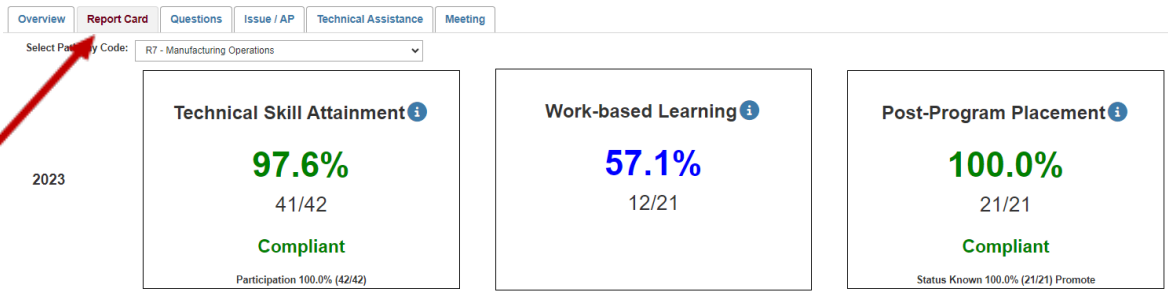 Overview Report Card Questions Issue / AP Technical Assistance Meeting
Select Code: R7 - Manufacturing Operations
Technical Skill Attainment Work-based Learning Post-Program Placement
97.6% 57.1% 100.0%
2023
41/42 12/21 21/21
Compliant Compliant
Participation 100.0% (42/42) Status Known 100.0% (21/21) Promote